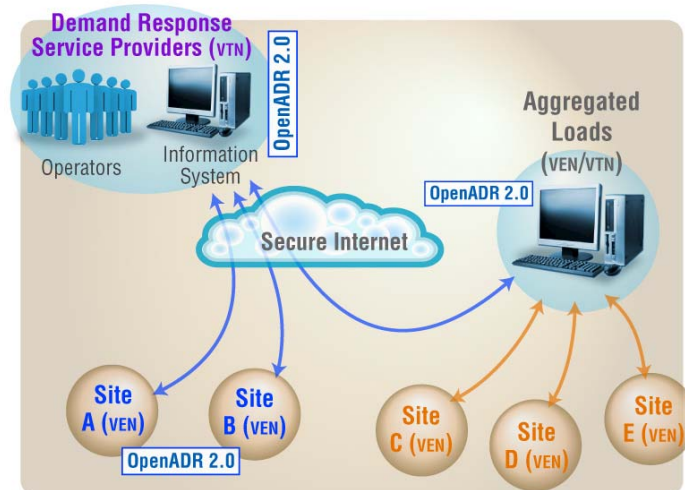 Demand Response
Service Providers (VTN)
OpenADR 2.0
Operators
Information
System
Aggregated
Loads
(VEN/VTN)
OpenADR 2.0
Secure Internet
Site
A (VEN)
Site
B (VEN)
OpenADR 2.0
Site
C (VEN)
Site
D (VEN)
Site
E (VEN)